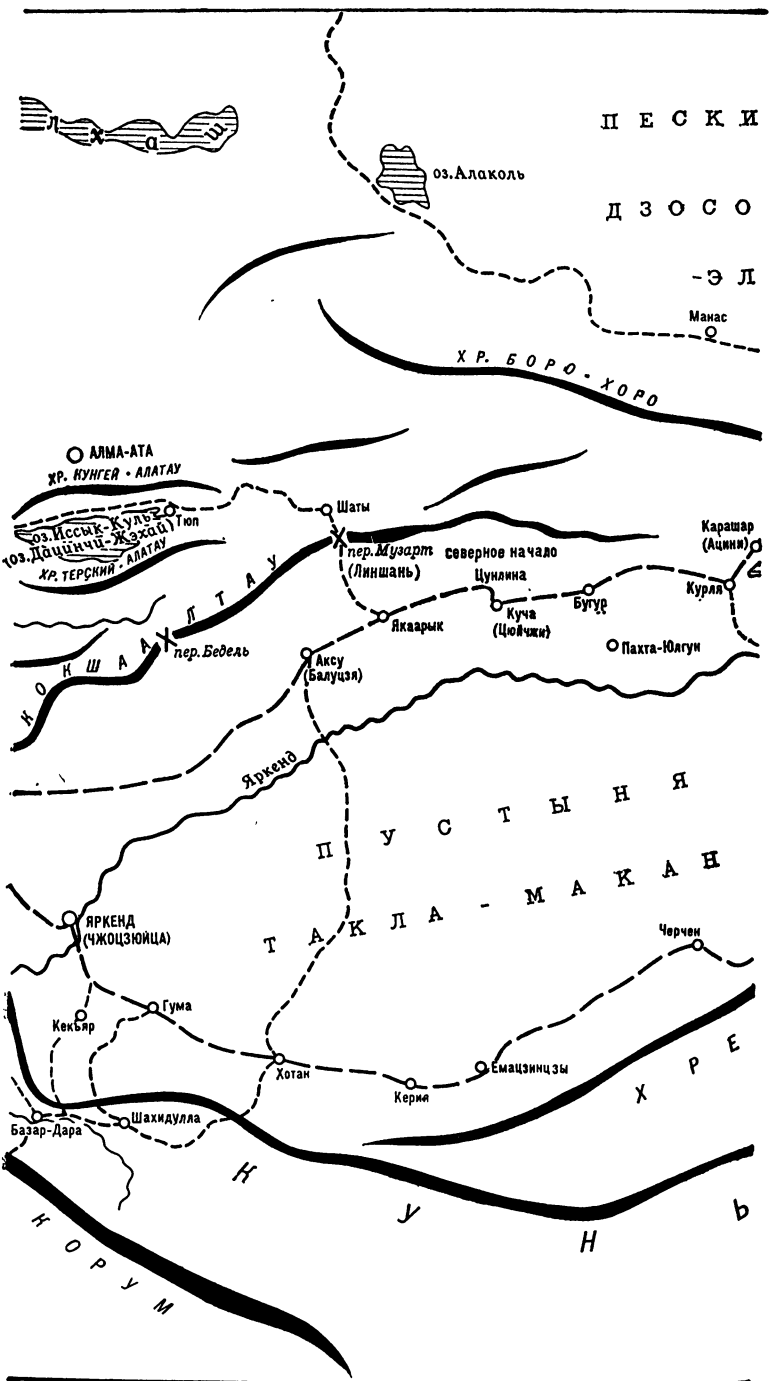 ЛХАШ
оз.Алаколь
ПЕСКИ
ДЗОСО
-ЭЛ
Манас
ХР. БОРО-ХОРО
АЛМА-АТА
ХР. КУНГЕЙ - АЛАТАУ
Шаты
оз.Иссык-Куль
(оз.Дацинчи-Жэхай)
Тюп
ХР. ТЕРСКИЙ - АЛАТАУ
пер.Музарт
(Линшань)
северное начало
Цунлина
Карашар
(Ацини)
Куча
(Цюйчжи)
Бугур
Курля
Якаарык
КОКШААЛТАУ
пер.Бедель
Аксу
(Балуцзя)
Пахта-Юлгун
Яркенд
ПУСТЫНЯ
ТАКЛА-МАКАН
ЯРКЕНД
(ЧЖОЦЗЮЙЦА)
Черчен
Гума
Кекъяр
Хотан
Керия
Емацзинцзы
ХРЕ
Базар-Дара
Шахидулла
КУНЬ
КОРУМ